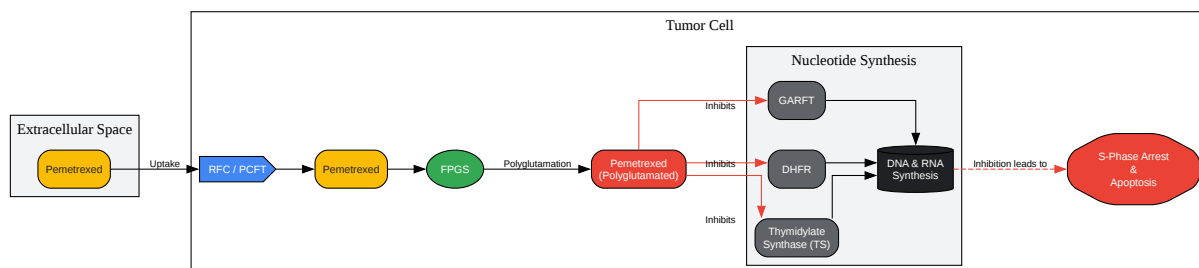 Tumor Cell
Extracellular Space
Pemetrexed
Uptake
RFC / PCFT
Pemetrexed
FPGS
Polyglutamation
Pemetrexed
(Polyglutamated)
Inhibits
Inhibits
Inhibits
Nucleotide Synthesis
GARFT
DHFR
Thymidylate
Synthase (TS)
DNA & RNA
Synthesis
Inhibition leads to
S-Phase Arrest
&
Apoptosis